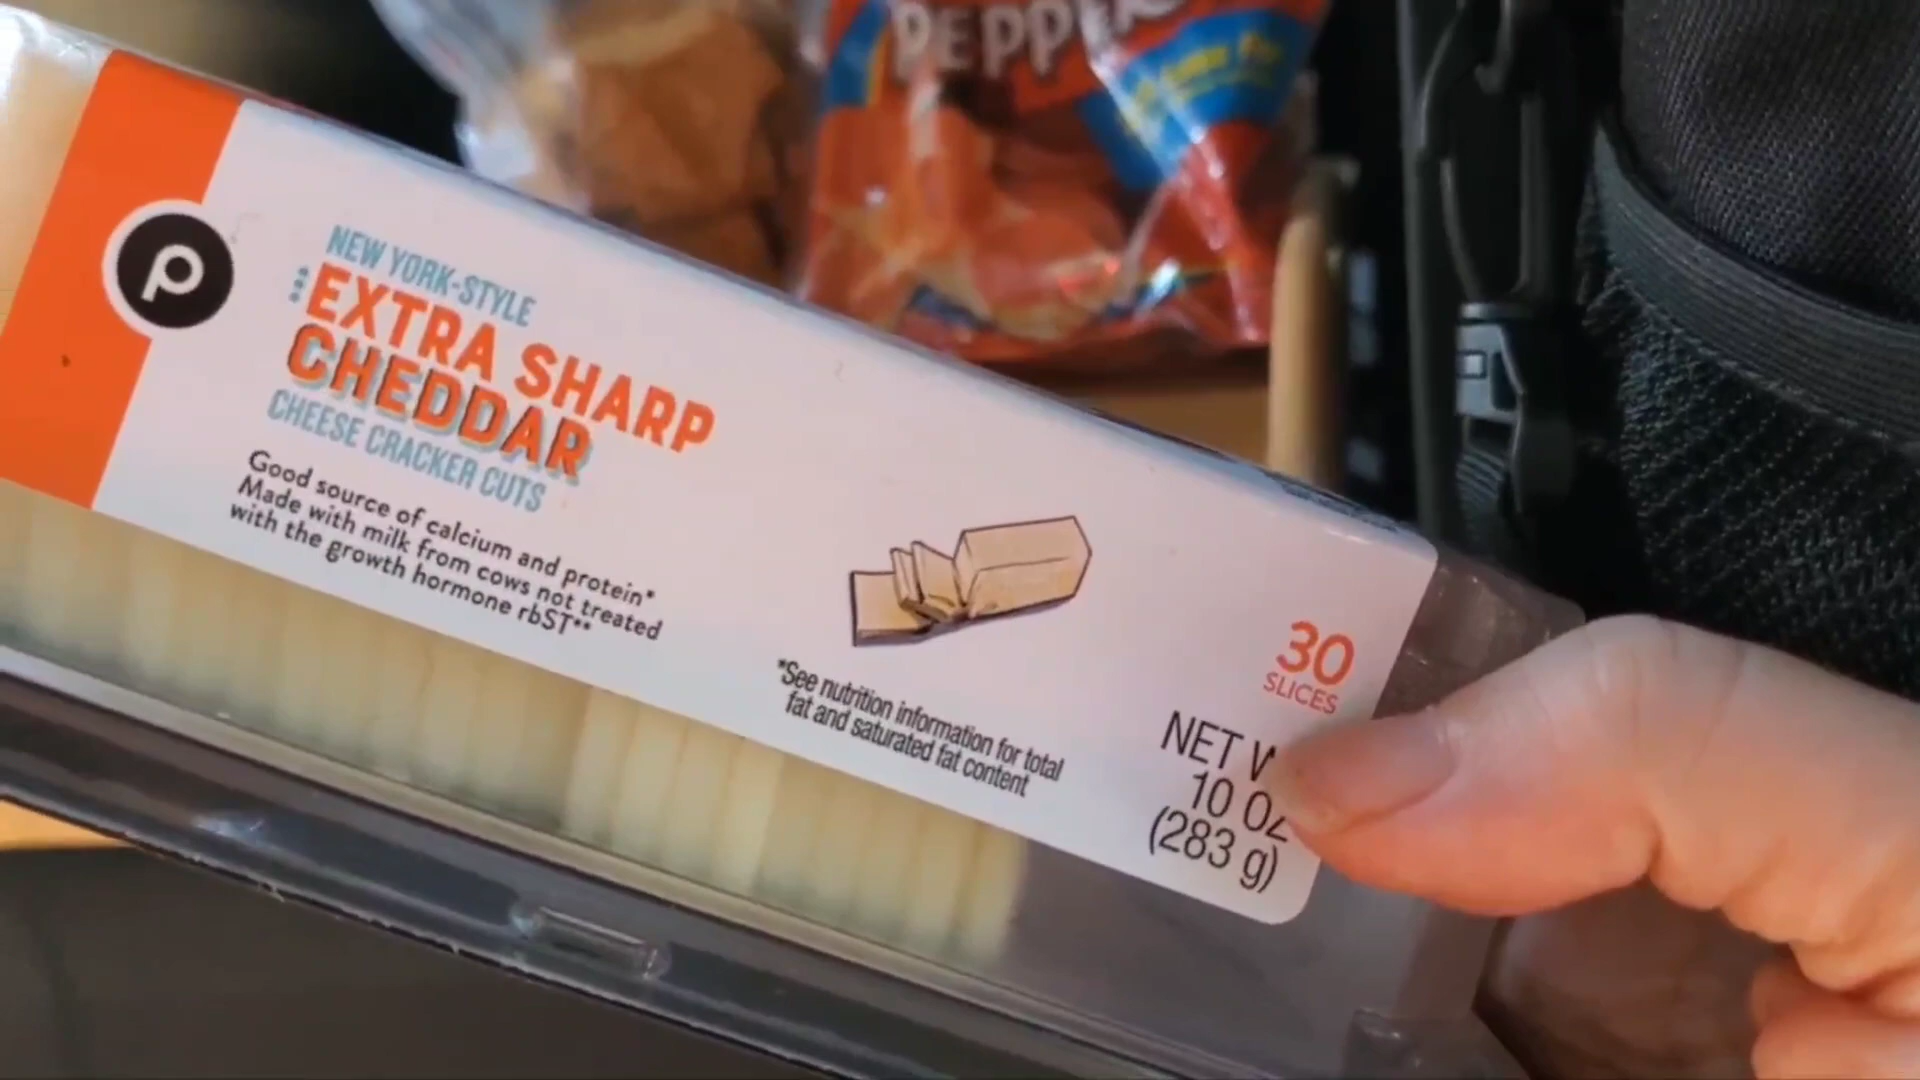 PEPPER
P
NEW YORK-STYLE
EXTRA SHARP
CHEDDAR
CHEESE CRACKER CUTS
Good source of calcium and protein*
Made with milk from cows not treated
with the growth hormone rbST**
*See nutrition information for total
fat and saturated fat content
30
SLICES
NET
10 OZ
(283 g)